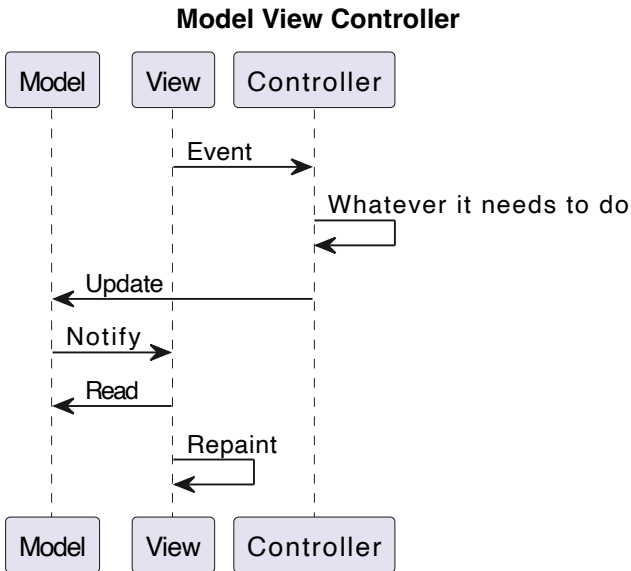 Model View Controller
Model View Controller
Event
Whatever it needs to do
Update
Notify
Read
Repaint
Model View Controller